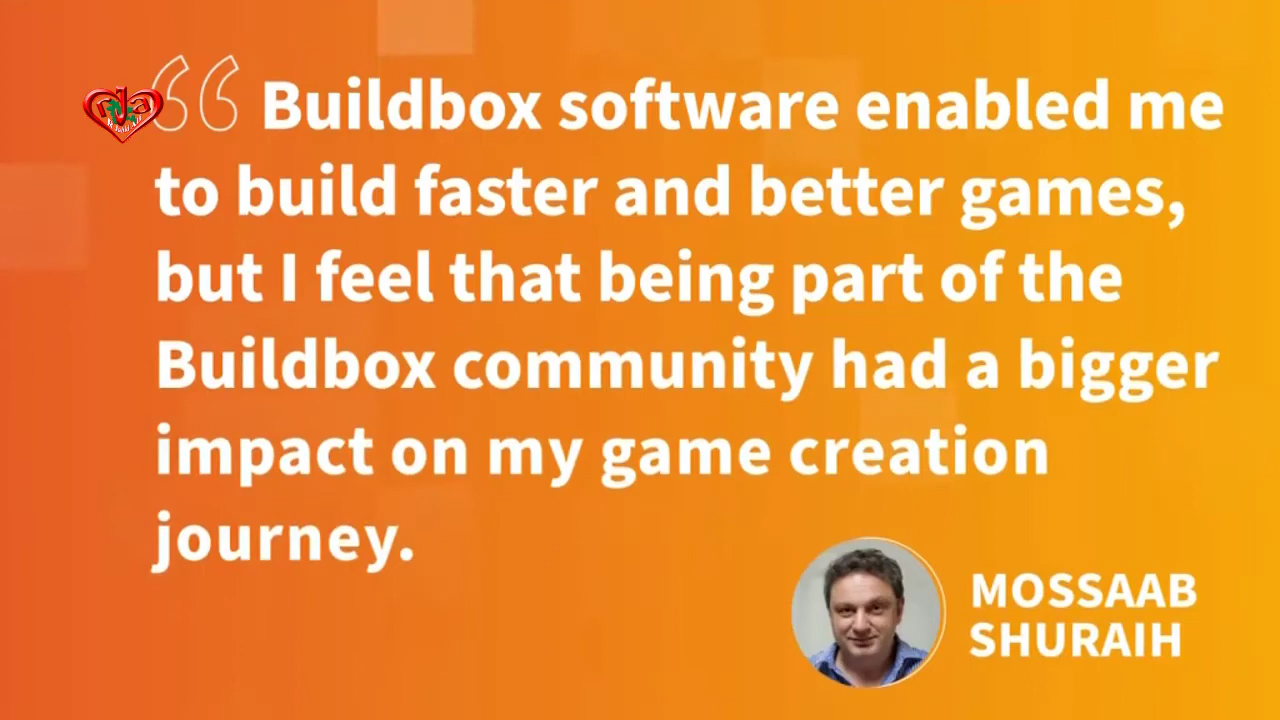 “ Buildbox software enabled me
to build faster and better games,
but I feel that being part of the
Buildbox community had a bigger
impact on my game creation
journey.
MOSSAAB
SHURAIH